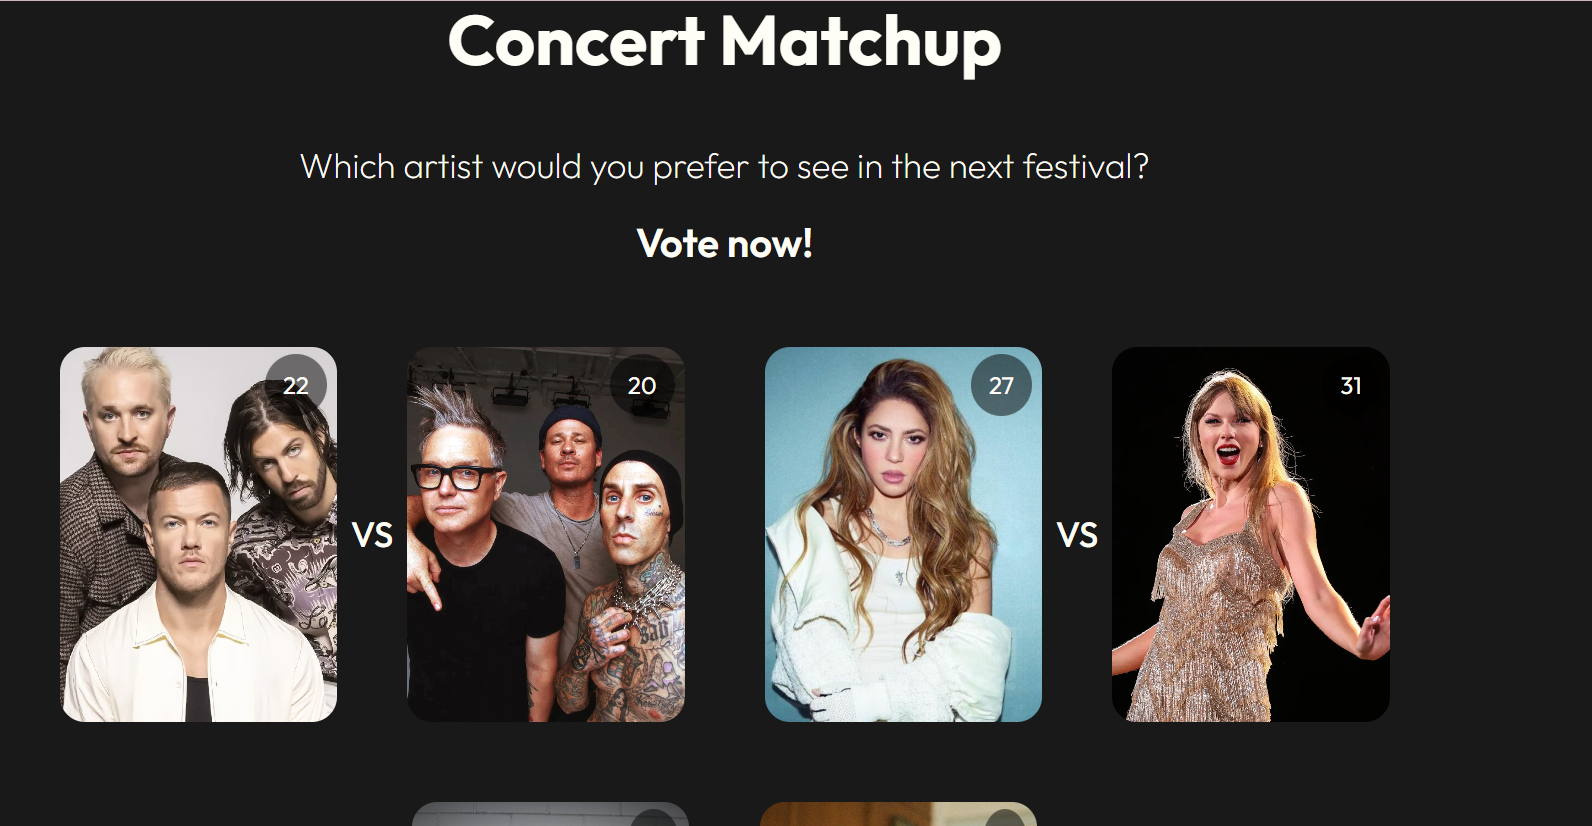 Concert Matchup
Which artist would you prefer to see in the next festival?
Vote now!
22
VS
20
27
VS
31
sad